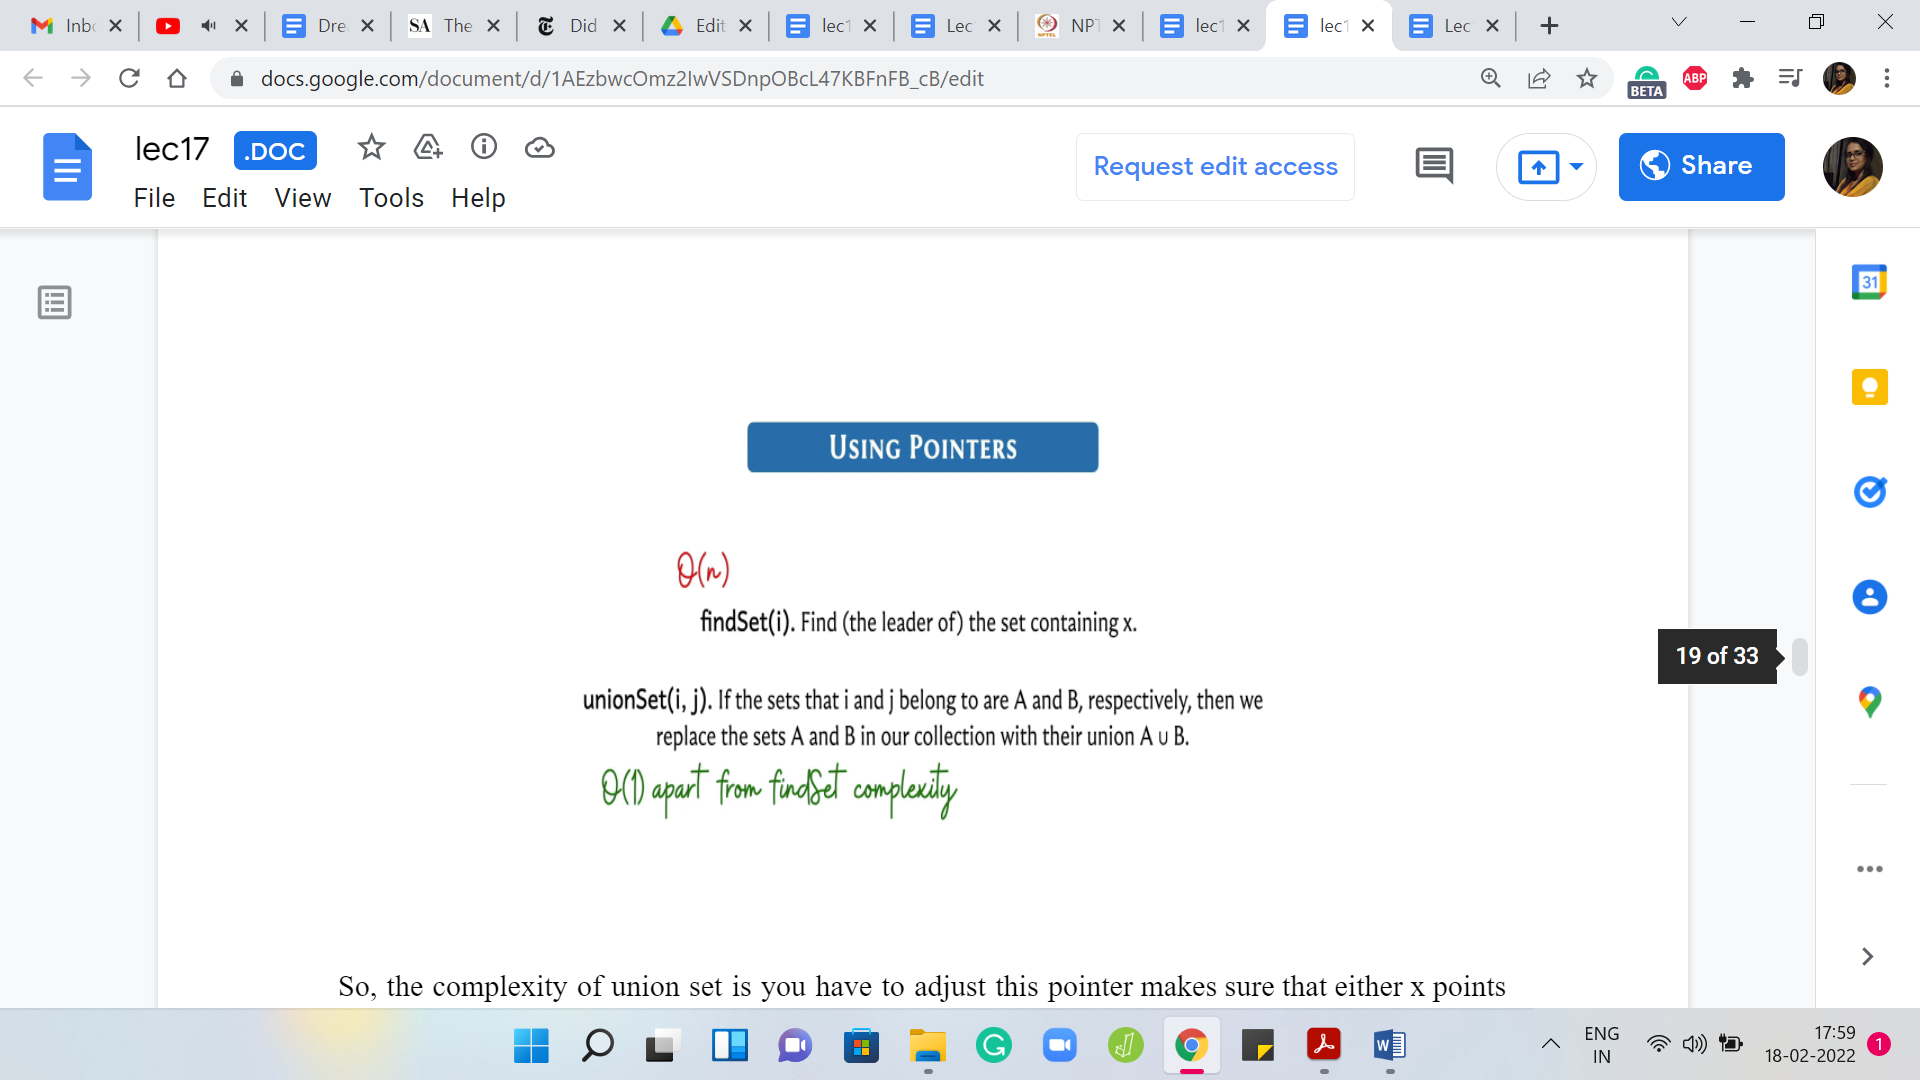 Inbc
Dre
SA The
Did
Edit
lec1
Lec
NPT
lec1
lec1
Lec
docs.google.com/document/d/1AEzbwcOmz2IwVSDnpOBcL47KBFnFB_cB/edit
BETA
ABP
lec17 .DOC
Request edit access
Share
File Edit View Tools Help
31
USING POINTERS
Θ(n)
findSet(i). Find (the leader of) the set containing x.
19 of 33
unionSet(i, j). If the sets that i and j belong to are A and B, respectively, then we
replace the sets A and B in our collection with their union A ∪ B.
Θ(1) apart from findSet complexity
So, the complexity of union set is you have to adjust this pointer makes sure that either x points
ENG
IN
17:59
18-02-2022
1